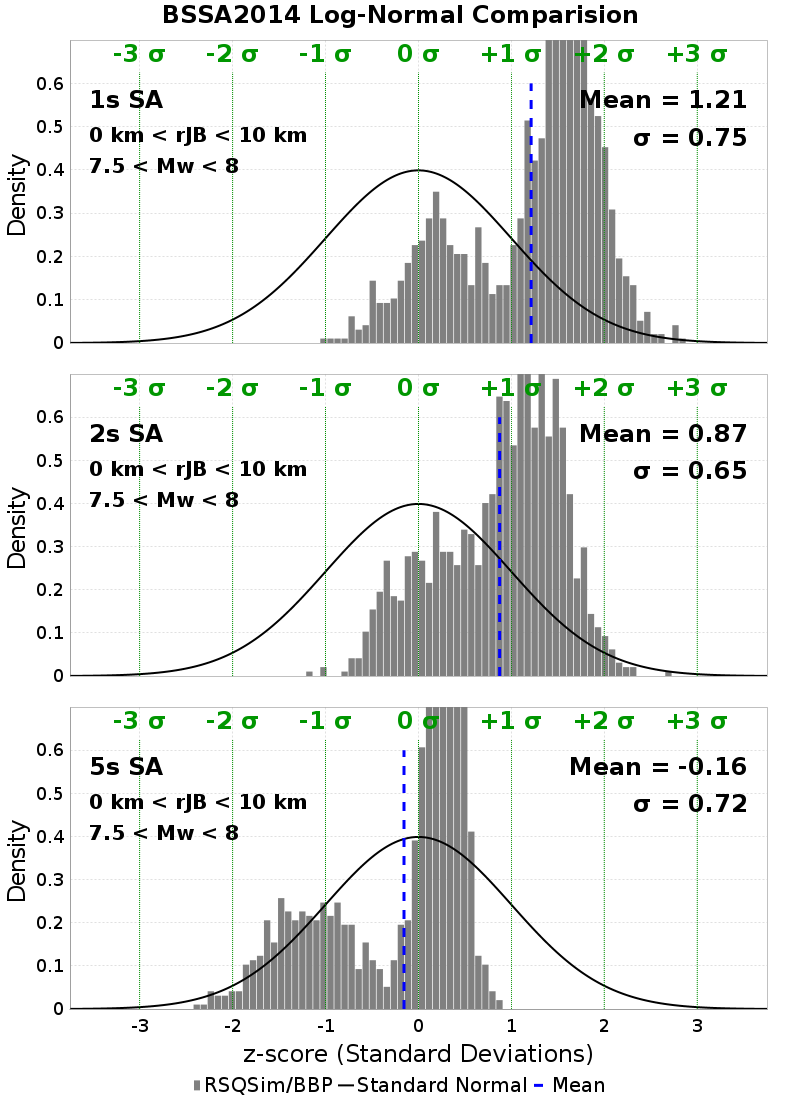 BSSA2014 Log-Normal Comparision
-3 σ -2 σ -1 σ 0 σ +1 σ +2 σ +3 σ
0.6
1s SA Mean = 1.21
0.5
0 km < rJB < 10 km σ = 0.75
7.5 < Mw < 8
0.4
0.3
0.2
0.1
0
Density
-3 σ -2 σ -1 σ 0 σ +1 σ +2 σ +3 σ
0.6
2s SA Mean = 0.87
0.5
0 km < rJB < 10 km σ = 0.65
7.5 < Mw < 8
0.4
0.3
0.2
0.1
0
Density
-3 σ -2 σ -1 σ 0 σ +1 σ +2 σ +3 σ
0.6
5s SA Mean = -0.16
0.5
0 km < rJB < 10 km σ = 0.72
7.5 < Mw < 8
0.4
0.3
0.2
0.1
0
Density
-3 -2 -1 0 1 2 3
z-score (Standard Deviations)
RSQSim/BBP Standard Normal Mean